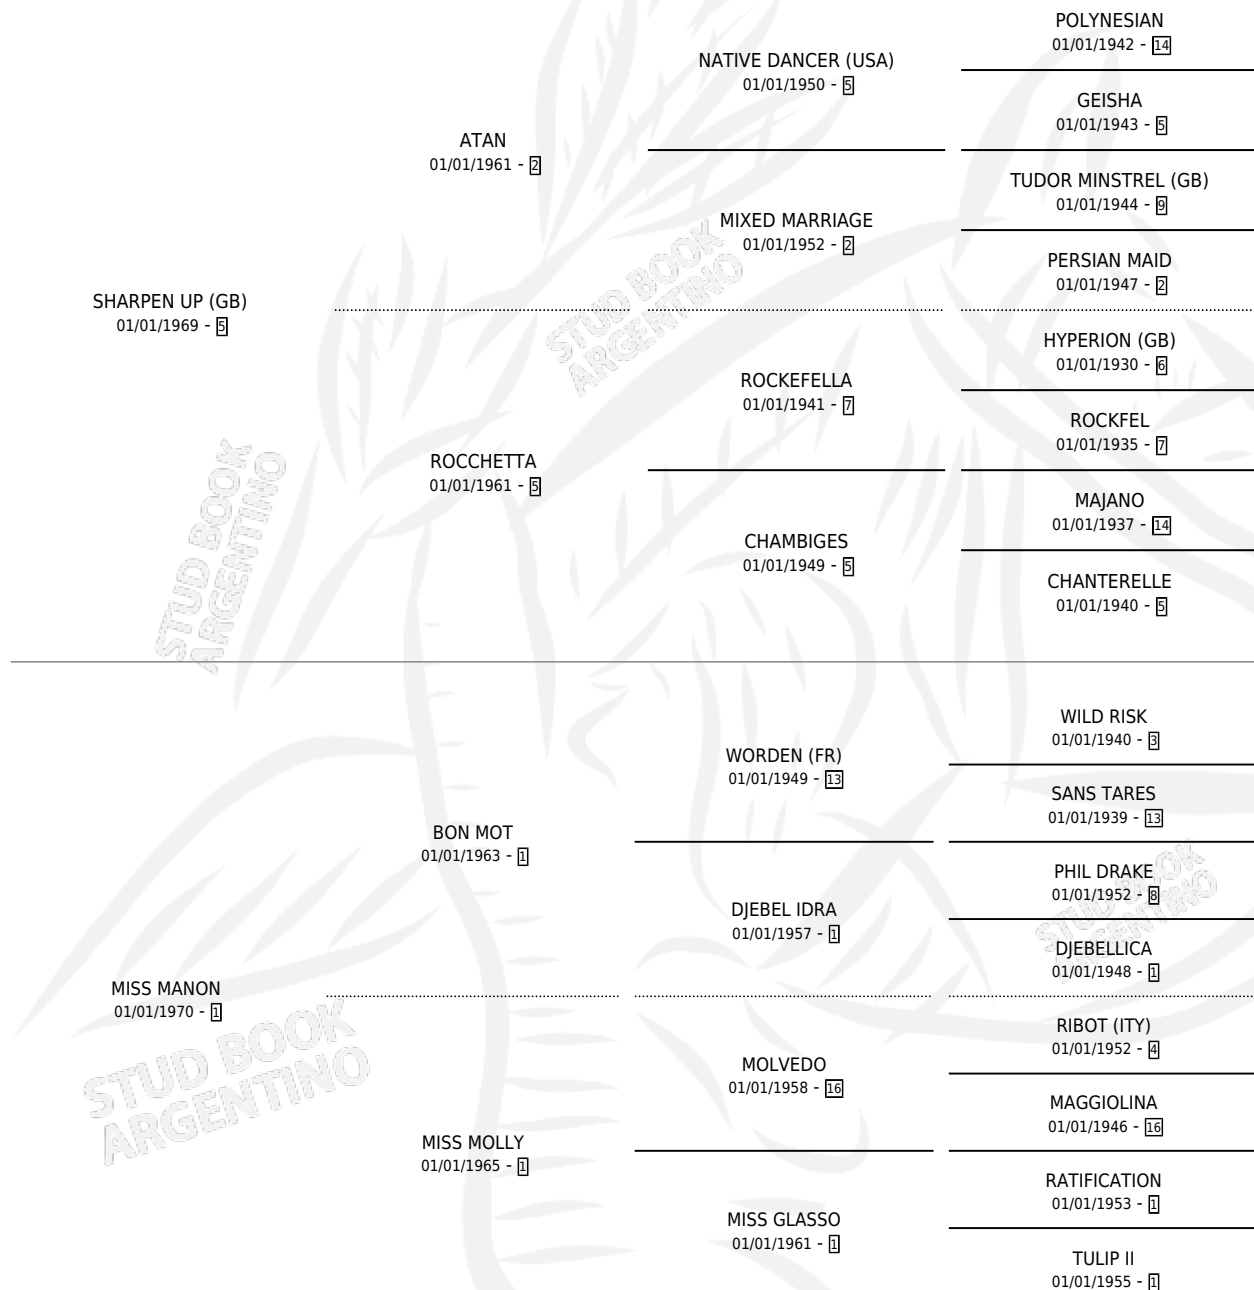 POLYNESIAN
01/01/1942 - 14
NATIVE DANCER (USA)
01/01/1950 - 5
GEISHA
01/01/1943 - 5
ATAN
01/01/1961 - 2
TUDOR MINSTREL (GB)
01/01/1944 - 9
MIXED MARRIAGE
01/01/1952 - 2
PERSIAN MAID
01/01/1947 - 2
SHARPEN UP (GB)
01/01/1969 - 5
HYPERION (GB)
01/01/1930 - 6
ROCKEFELLA
01/01/1941 - 7
ROCKFEL
01/01/1935 - 7
ROCCHETTA
01/01/1961 - 5
MAJANO
01/01/1937 - 14
CHAMBIGES
01/01/1949 - 5
CHANTERELLE
01/01/1940 - 5
STUD BOOK
ARGENTINO
STUD BOOK
ARGENTINO
WILD RISK
01/01/1940 - 3
WORDEN (FR)
01/01/1949 - 13
SANS TARES
01/01/1939 - 13
BON MOT
01/01/1963 - 1
PHIL DRAKE
01/01/1952 - 8
DJEBEL IDRA
01/01/1957 - 1
DJEBELLICA
01/01/1948 - 1
MISS MANON
01/01/1970 - 1
RIBOT (ITY)
01/01/1952 - 4
MOLVEDO
01/01/1958 - 16
MAGGIOLINA
01/01/1946 - 16
MISS MOLLY
01/01/1965 - 1
RATIFICATION
01/01/1953 - 1
MISS GLASSO
01/01/1961 - 1
TULIP II
01/01/1955 - 1
STUD BOOK
ARGENTINO
STUD BOOK
ARGENTINO